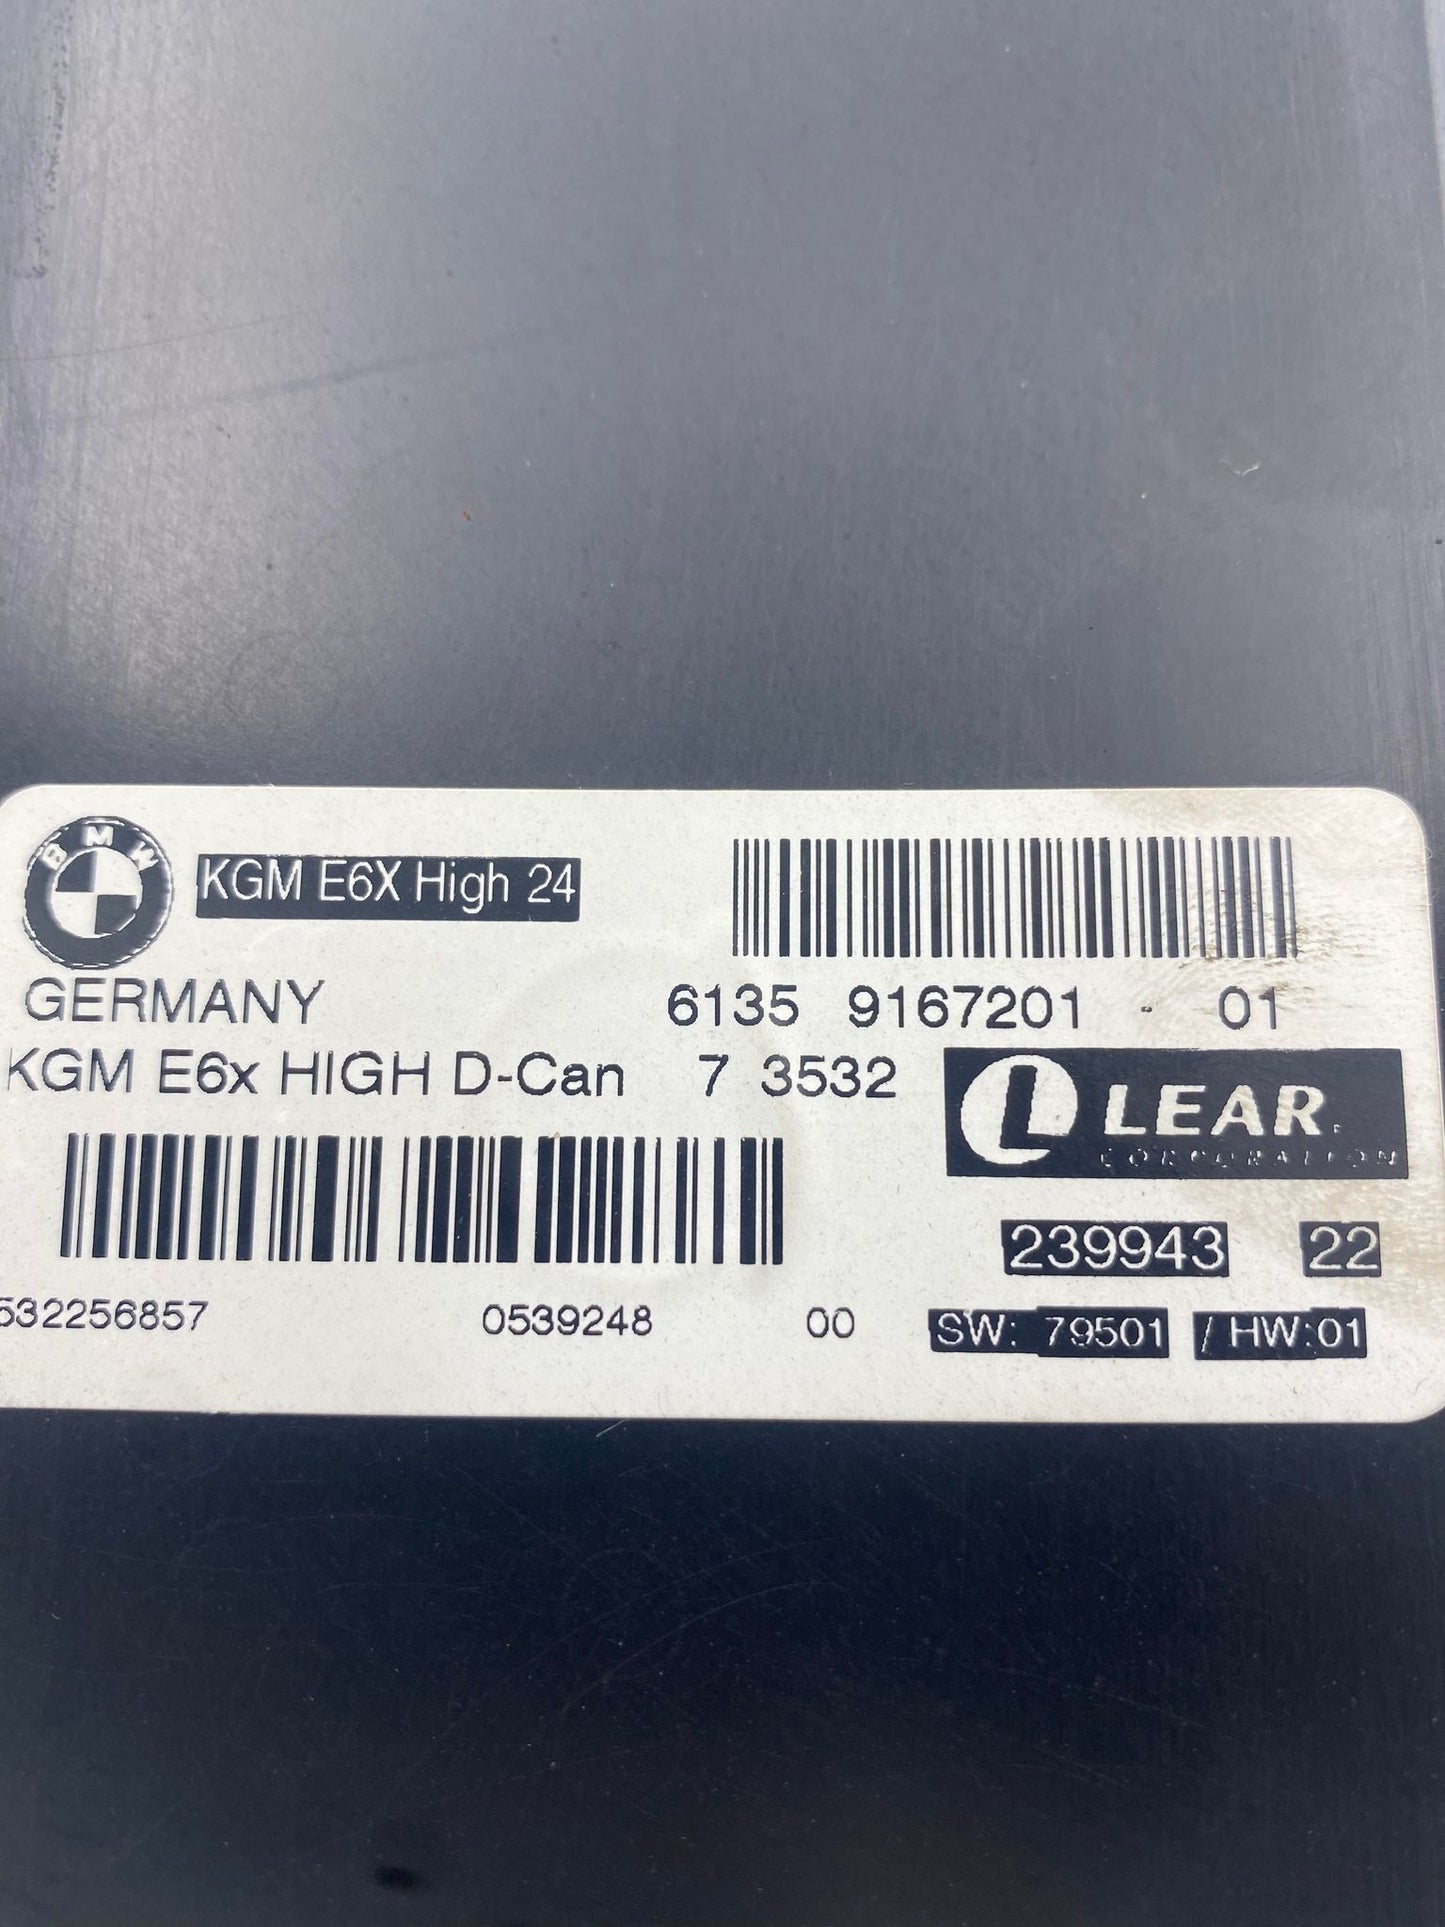 BMW
KGM E6X High 24
GERMANY
6135 9167201 - 01
KGM E6x HIGH D-Can 7 3532
LEAR.
CORPORATION
239943 22
532256857 0539248 00
SW: 79501 / HW:01